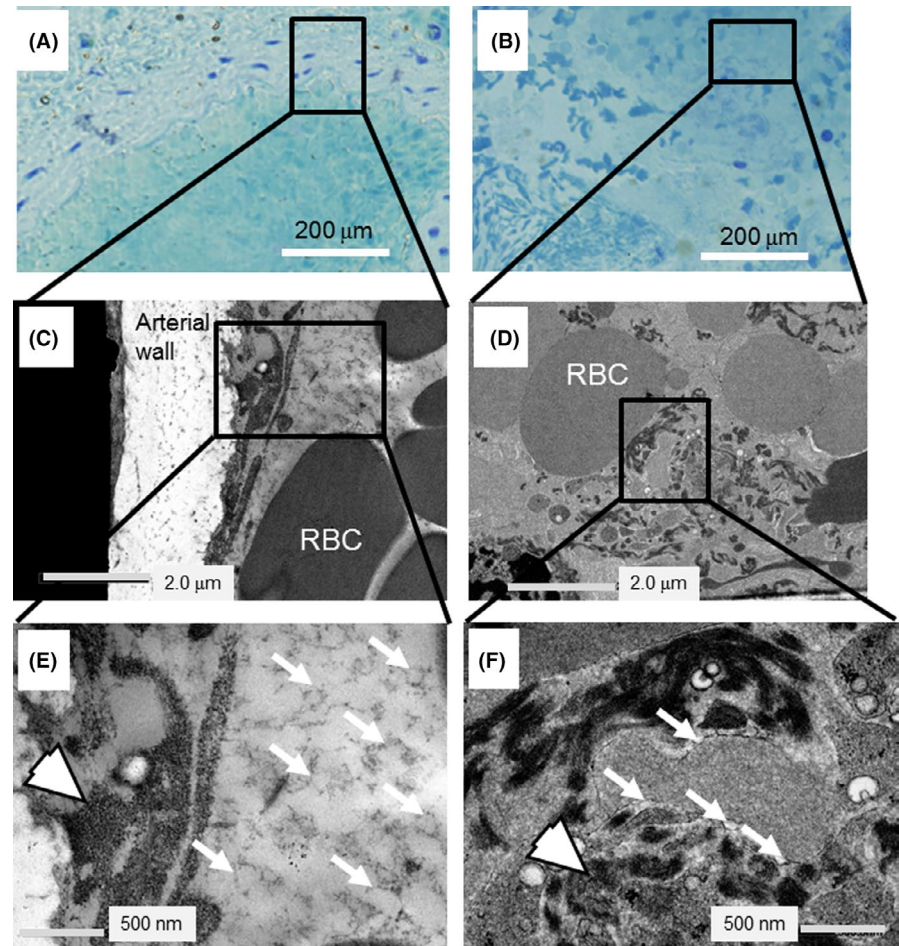 (A)
200 μm
(B)
200 μm
(C)
Arterial
wall
RBC
2.0 μm
(D)
RBC
2.0 μm
(E)
500 nm
(F)
500 nm